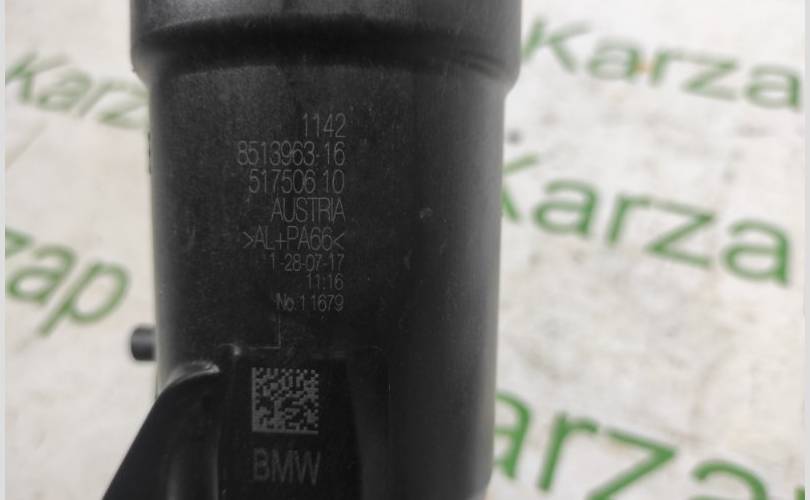 1142
8513963-16
517506 10
AUSTRIA
>AL+PA66<
1 -28-07-17
11:16
No.11679
BMW
Karzap
Karza
Karza
zap
Karza